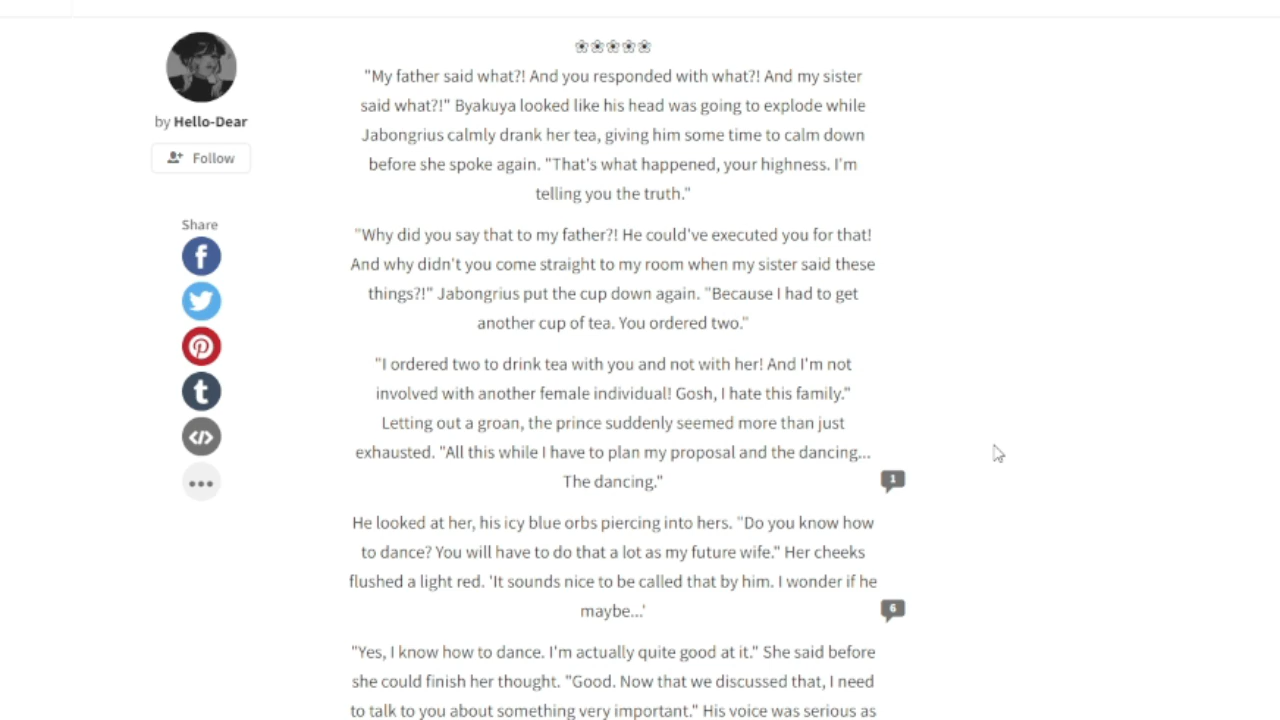 by Hello-Dear
Follow
Share
"My father said what?! And you responded with what?! And my sister
said what?!" Byakuya looked like his head was going to explode while
Jabongrius calmly drank her tea, giving him some time to calm down
before she spoke again. "That's what happened, your highness. I'm
telling you the truth."
"Why did you say that to my father?! He could've executed you for that!
And why didn't you come straight to my room when my sister said these
things?!" Jabongrius put the cup down again. "Because I had to get
another cup of tea. You ordered two."
"I ordered two to drink tea with you and not with her! And I'm not
involved with another female individual! Gosh, I hate this family."
Letting out a groan, the prince suddenly seemed more than just
exhausted. "All this while I have to plan my proposal and the dancing...
The dancing."
1
He looked at her, his icy blue orbs piercing into hers. "Do you know how
to dance? You will have to do that a lot as my future wife." Her cheeks
flushed a light red. 'It sounds nice to be called that by him. I wonder if he
maybe...'
6
"Yes, I know how to dance. I'm actually quite good at it." She said before
she could finish her thought. "Good. Now that we discussed that, I need
to talk to you about something very important." His voice was serious as